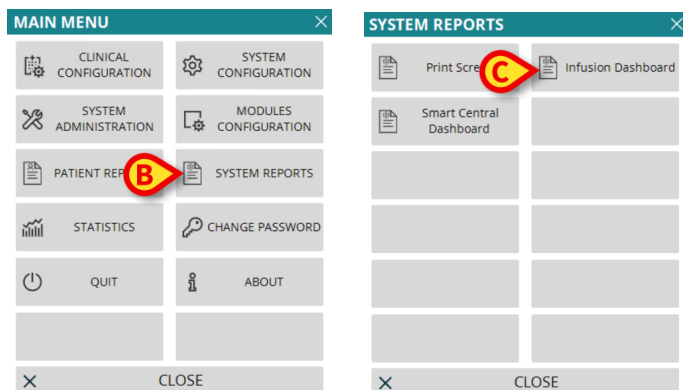 MAIN MENU
CLINICAL
CONFIGURATION
SYSTEM
CONFIGURATION
SYSTEM
ADMINISTRATION
MODULES
CONFIGURATION
PATIENT REP
B
SYSTEM REPORTS
STATISTICS
CHANGE PASSWORD
QUIT
ABOUT
CLOSE
SYSTEM REPORTS
Print Scre
C
Infusion Dashboard
Smart Central
Dashboard
CLOSE